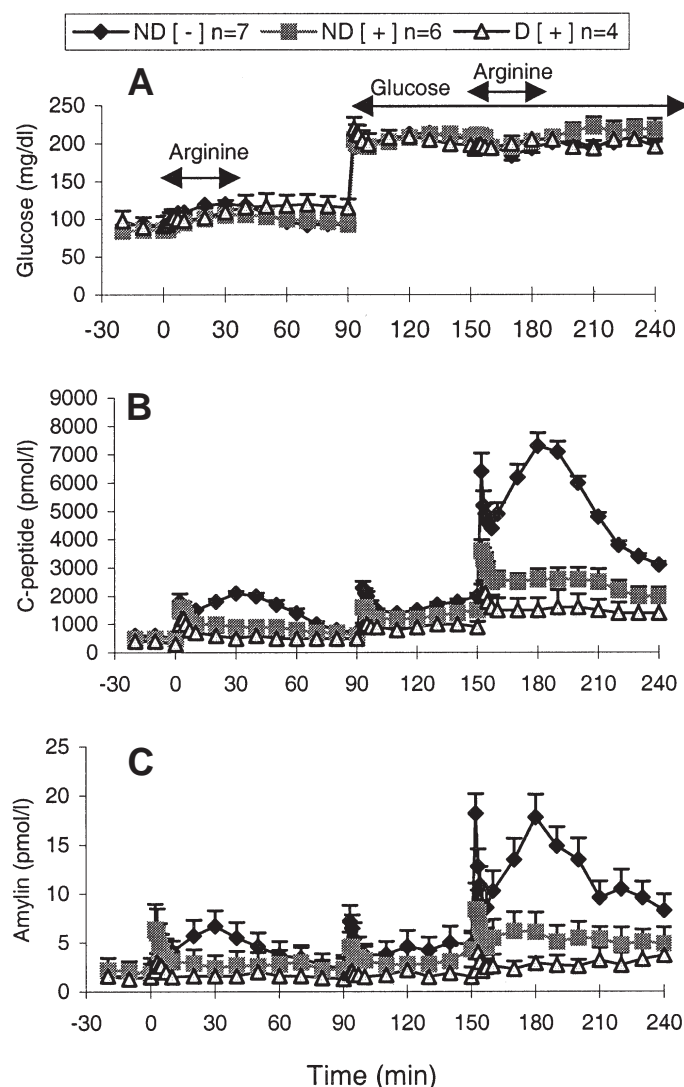 ND [ - ] n=7 ND [ + ] n=6 D [ + ] n=4
A
Glucose Arginine
Arginine
Glucose (mg/dl)
250
200
150
100
50
0
-30 0 30 60 90 120 150 180 210 240
B
C-peptide (pmol/l)
9000
8000
7000
6000
5000
4000
3000
2000
1000
0
-30 0 30 60 90 120 150 180 210 240
C
Amylin (pmol/l)
25
20
15
10
5
0
-30 0 30 60 90 120 150 180 210 240
Time (min)